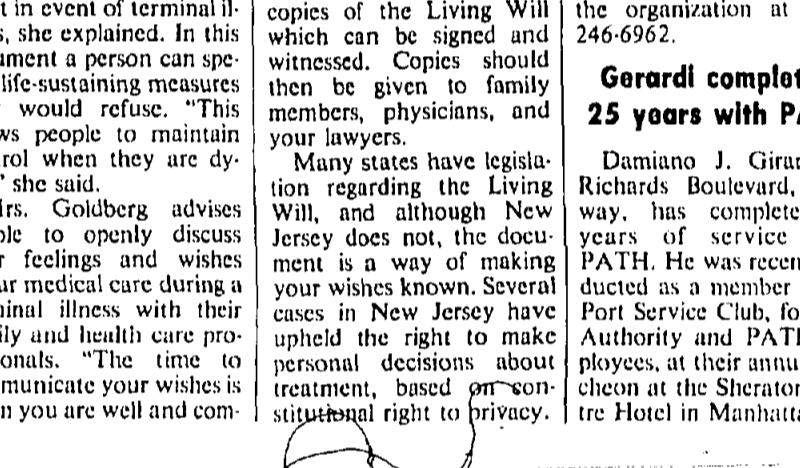 t in event of terminal il-
s, she explained. In this
ument a person can spe-
life-sustaining measures
would refuse. "This
ws people to maintain
rol when they are dy-
" she said.
rs. Goldberg advises
ple to openly discuss
r feelings and wishes
ur medical care during a
minal illness with their
ily and health care pro-
onals. "The time to
municate your wishes is
n you are well and com-
copies of the Living Will
which can be signed and
witnessed. Copies should
then be given to family
members, physicians, and
your lawyers.
Many states have legisla-
tion regarding the Living
Will, and although New
Jersey does not, the docu-
ment is a way of making
your wishes known. Several
cases in New Jersey have
upheld the right to make
personal decisions about
treatment, based on con-
stitutional right to privacy.
the organization at
246-6962.
Gerardi complet
25 years with PA
Damiano J. Girar
Richards Boulevard,
way, has complete
years of service
PATH. He was recen
ducted as a member
Port Service Club, fo
Authority and PATH
ployees, at their annu
cheon at the Sheraton
tre Hotel in Manhatta